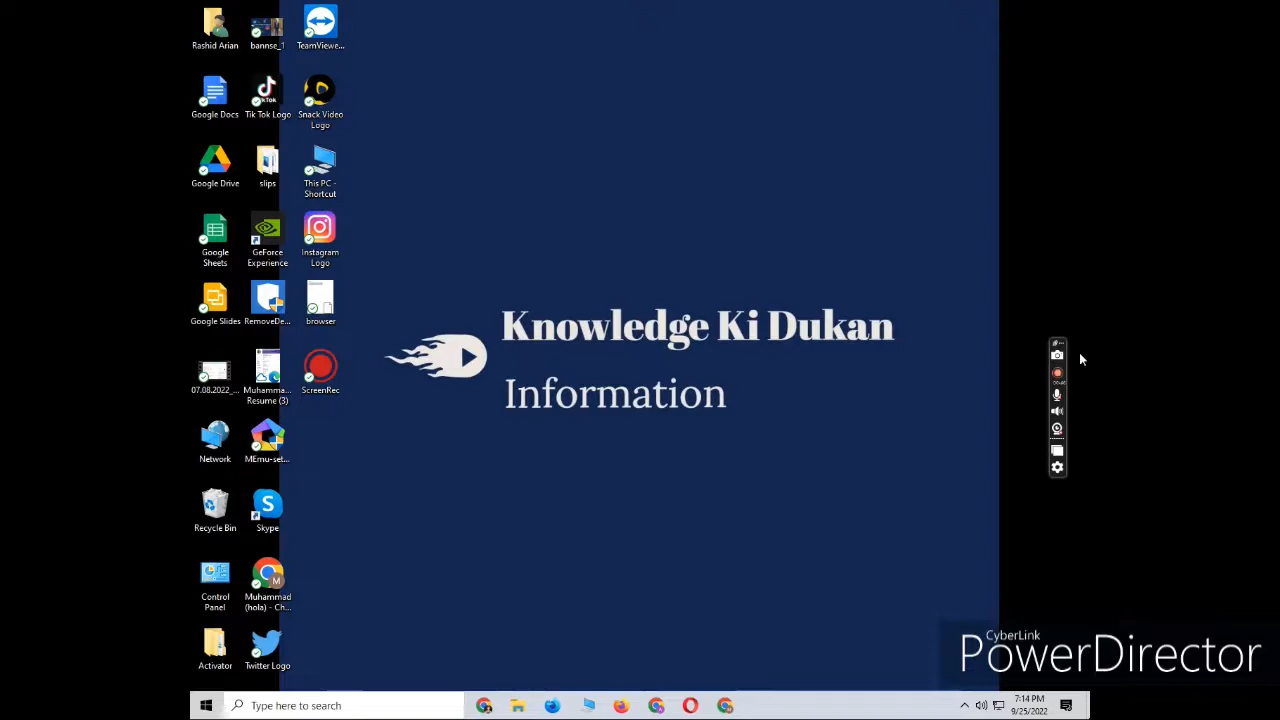 Rashid Arian
bannse_1
TeamViewe...
Google Docs
Tik Tok Logo
Snack Video
Logo
Google Drive
slips
This PC -
Shortcut
Google
Sheets
GeForce
Experience
Instagram
Logo
Google Slides
RemoveDe...
browser
07.08.2022_...
Muhamma...
Resume (3)
ScreenRec
Network
MEmu-set...
Recycle Bin
Skype
Control
Panel
Muhammad
(hola) - Ch...
Activator
Twitter Logo
Knowledge Ki Dukan
Information
CyberLink
PowerDirector
Type here to search
7:14 PM
9/25/2022